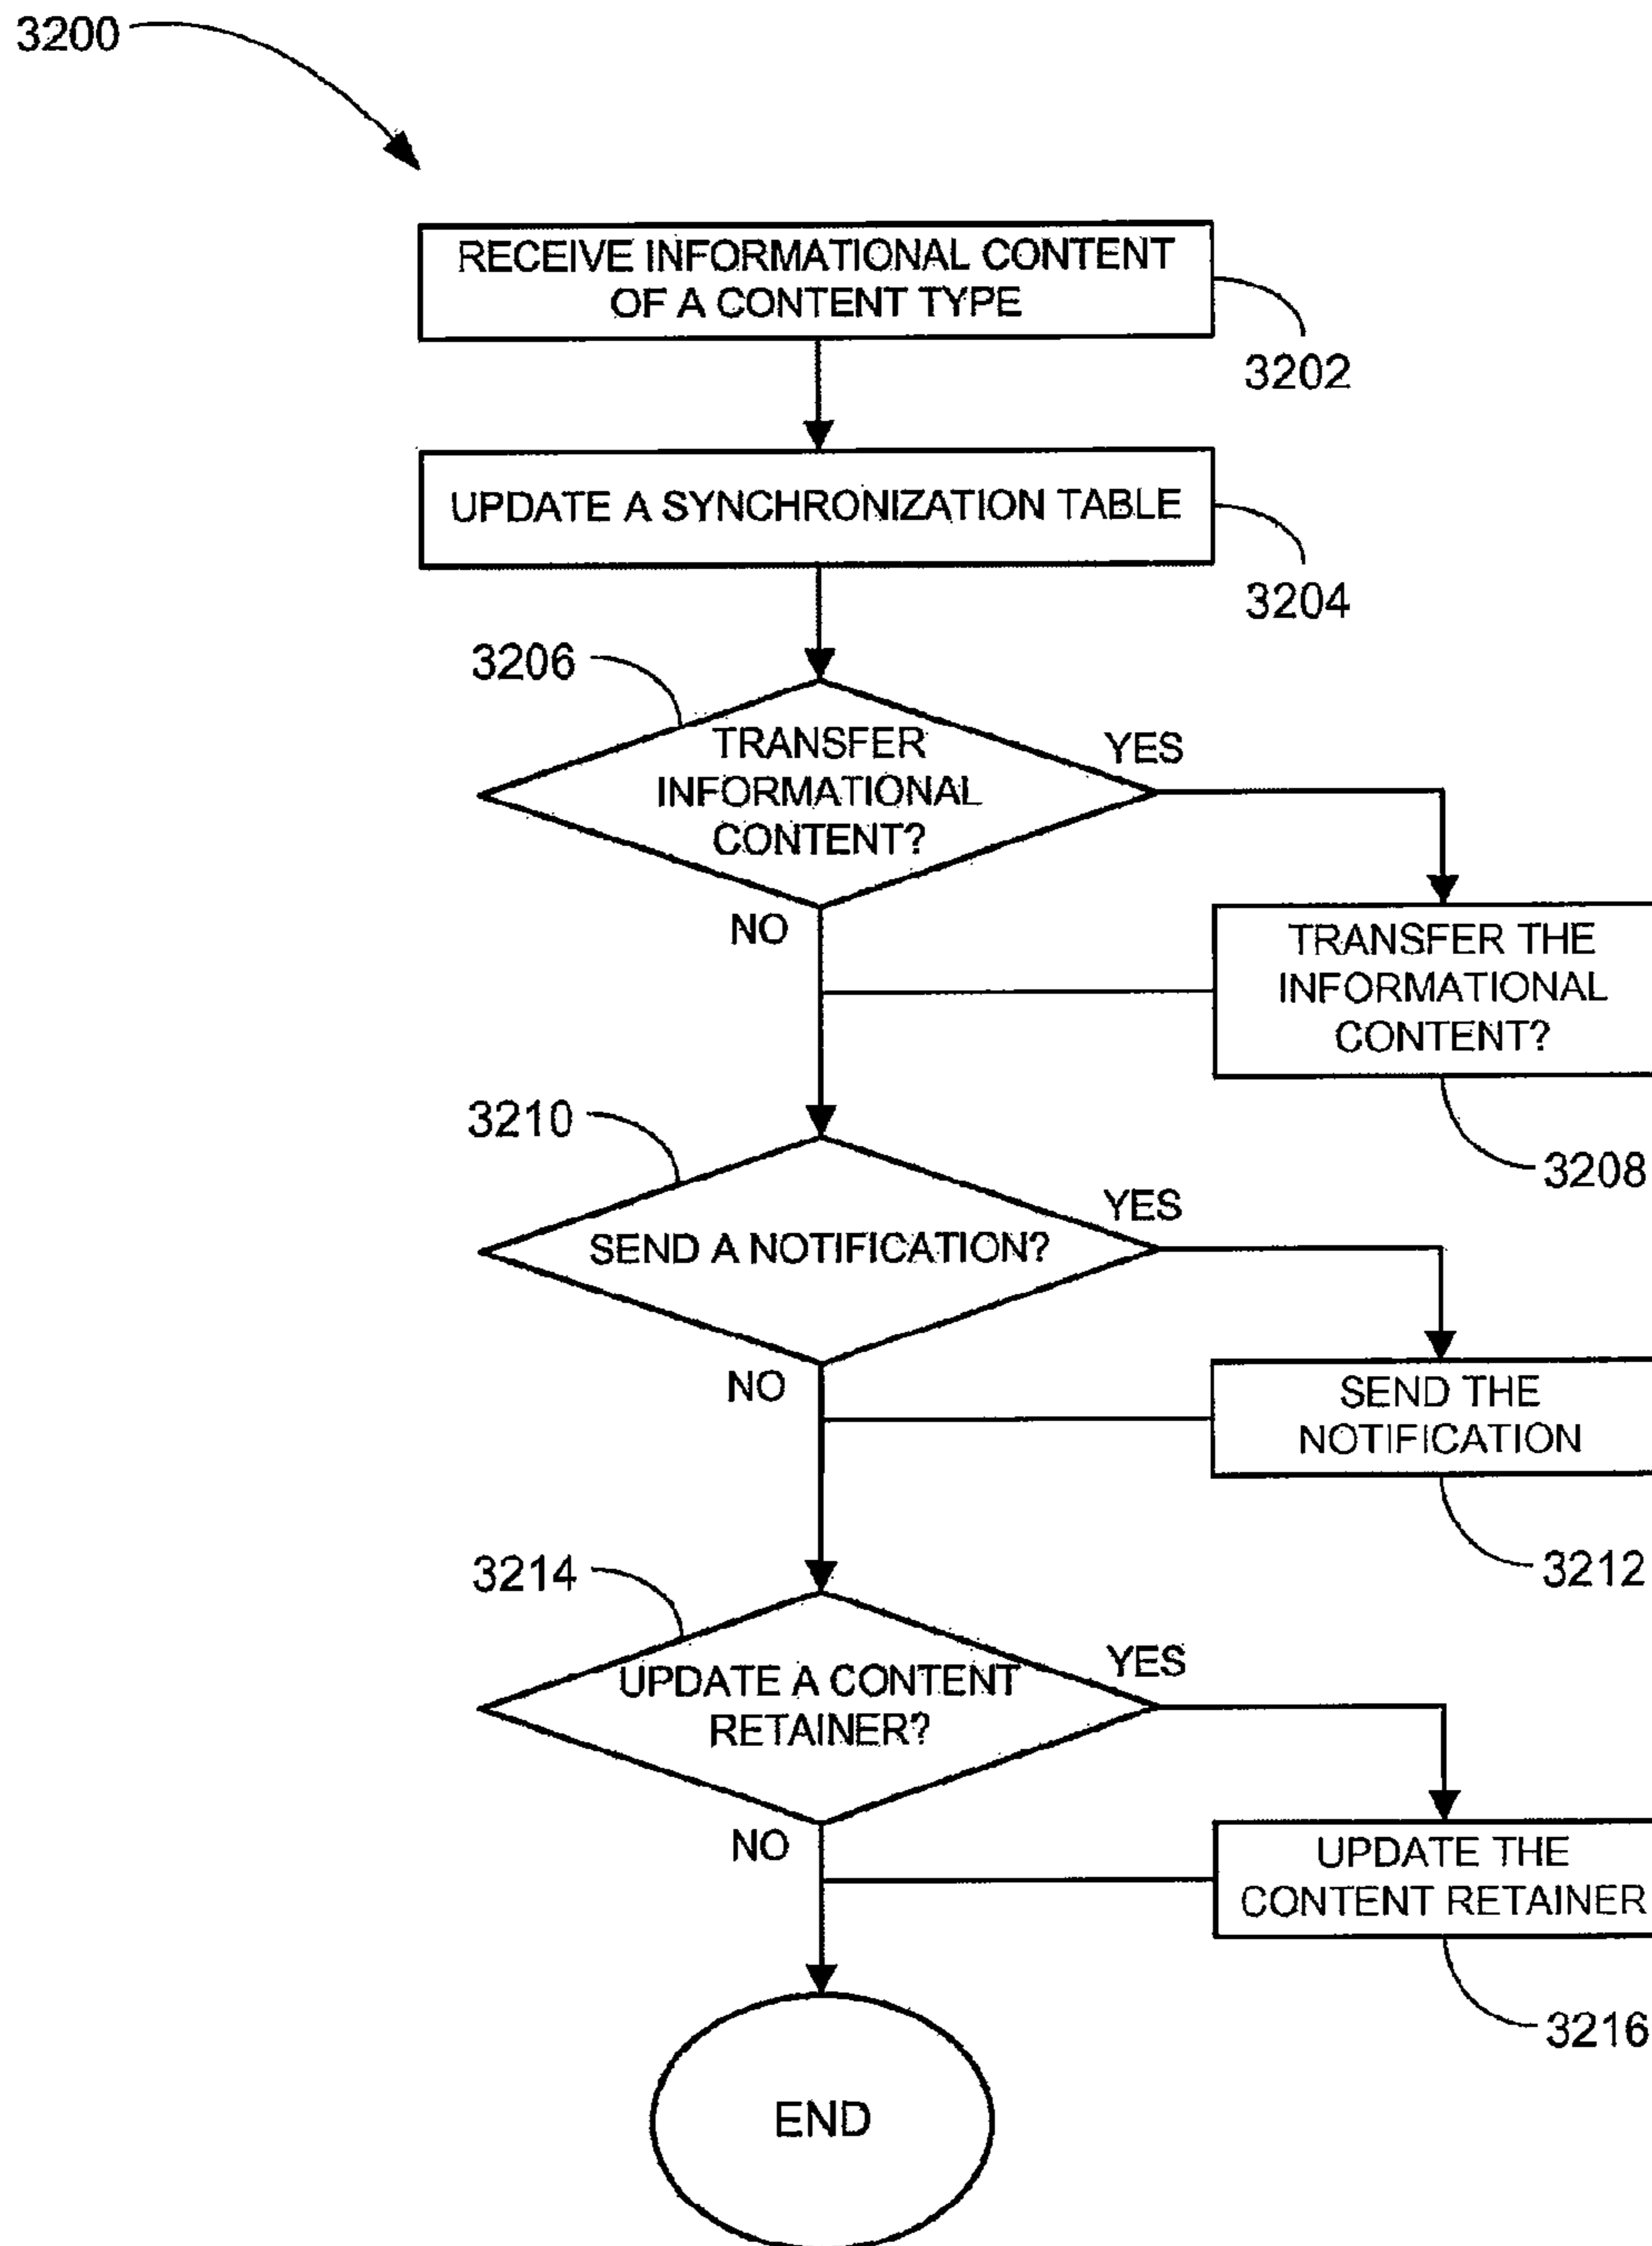 3200
RECEIVE INFORMATIONAL CONTENT
OF A CONTENT TYPE
3202
UPDATE A SYNCHRONIZATION TABLE
3204
3206
TRANSFER
INFORMATIONAL
CONTENT?
YES
NO
TRANSFER THE
INFORMATIONAL
CONTENT?
3208
3210
SEND A NOTIFICATION?
YES
NO
SEND THE
NOTIFICATION
3212
3214
UPDATE A CONTENT
RETAINER?
YES
NO
UPDATE THE
CONTENT RETAINER
3216
END